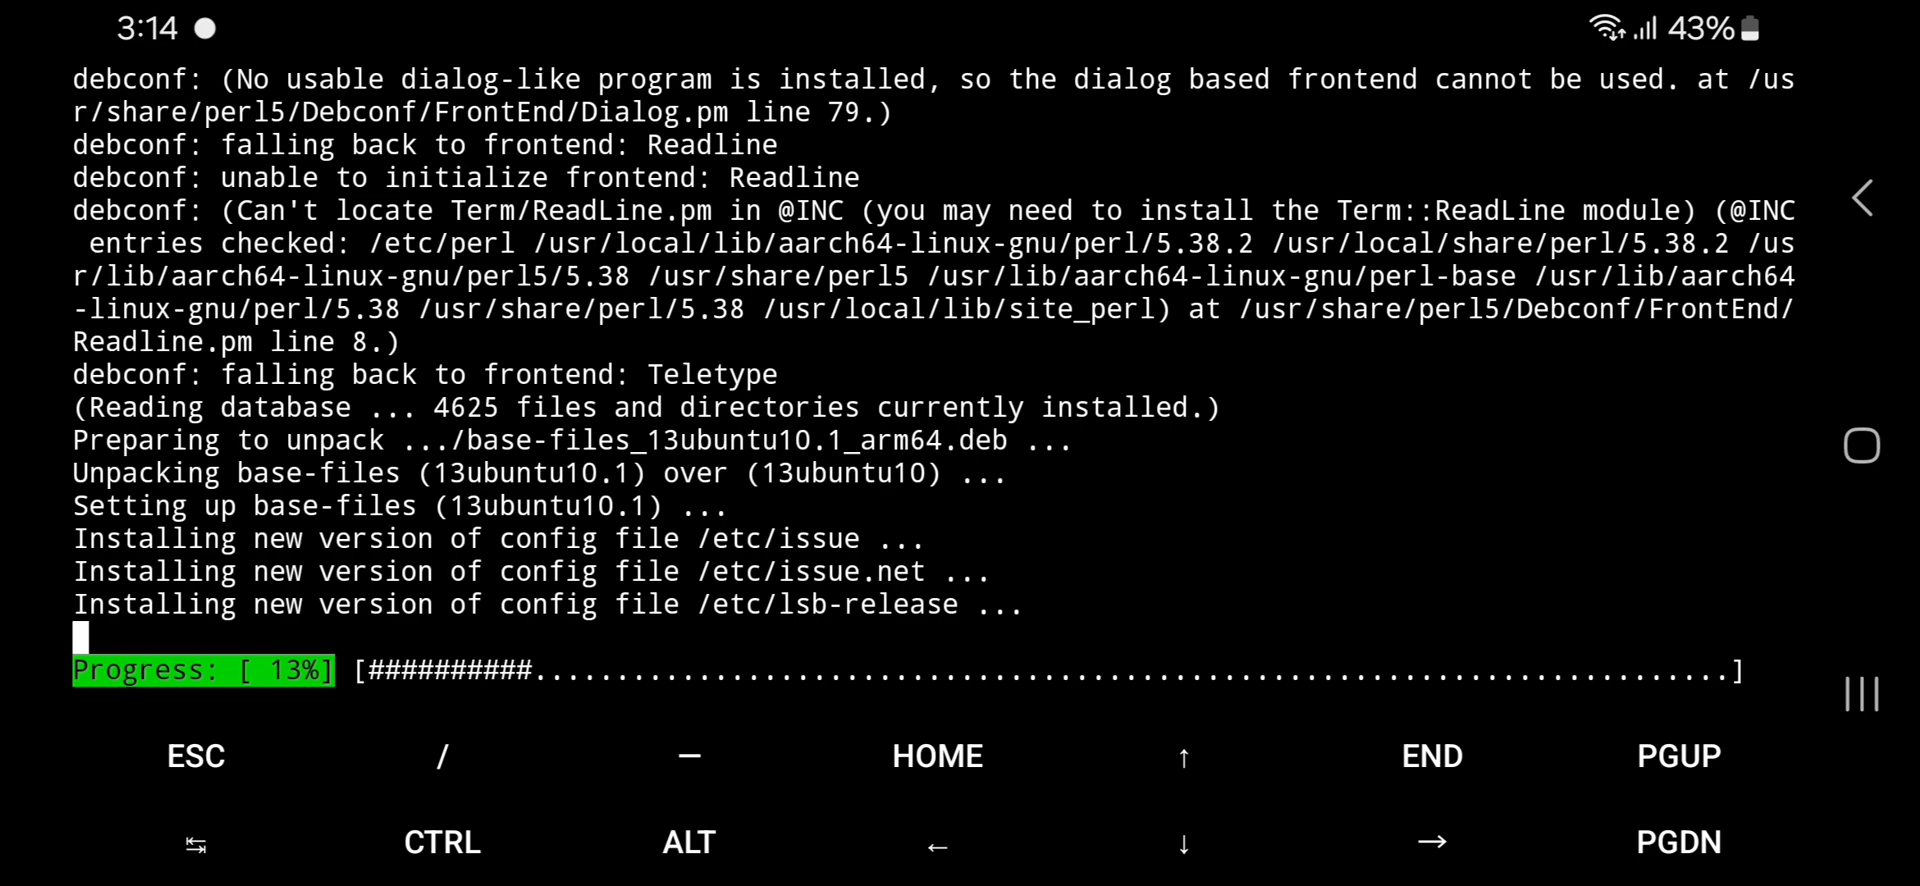 3:14
43%
debconf: (No usable dialog-like program is installed, so the dialog based frontend cannot be used. at /us
r/share/perl5/Debconf/FrontEnd/Dialog.pm line 79.)
debconf: falling back to frontend: Readline
debconf: unable to initialize frontend: Readline
debconf: (Can't locate Term/ReadLine.pm in @INC (you may need to install the Term::ReadLine module) (@INC
 entries checked: /etc/perl /usr/local/lib/aarch64-linux-gnu/perl/5.38.2 /usr/local/share/perl/5.38.2 /us
r/lib/aarch64-linux-gnu/perl5/5.38 /usr/share/perl5 /usr/lib/aarch64-linux-gnu/perl-base /usr/lib/aarch64
-linux-gnu/perl/5.38 /usr/share/perl/5.38 /usr/local/lib/site_perl) at /usr/share/perl5/Debconf/FrontEnd/
Readline.pm line 8.)
debconf: falling back to frontend: Teletype
(Reading database ... 4625 files and directories currently installed.)
Preparing to unpack .../base-files_13ubuntu10.1_arm64.deb ...
Unpacking base-files (13ubuntu10.1) over (13ubuntu10) ...
Setting up base-files (13ubuntu10.1) ...
Installing new version of config file /etc/issue ...
Installing new version of config file /etc/issue.net ...
Installing new version of config file /etc/lsb-release ...
Progress: [ 13%] [##########.........................................................................]
ESC / — HOME ↑ END PGUP
↹ CTRL ALT ← ↓ → PGDN